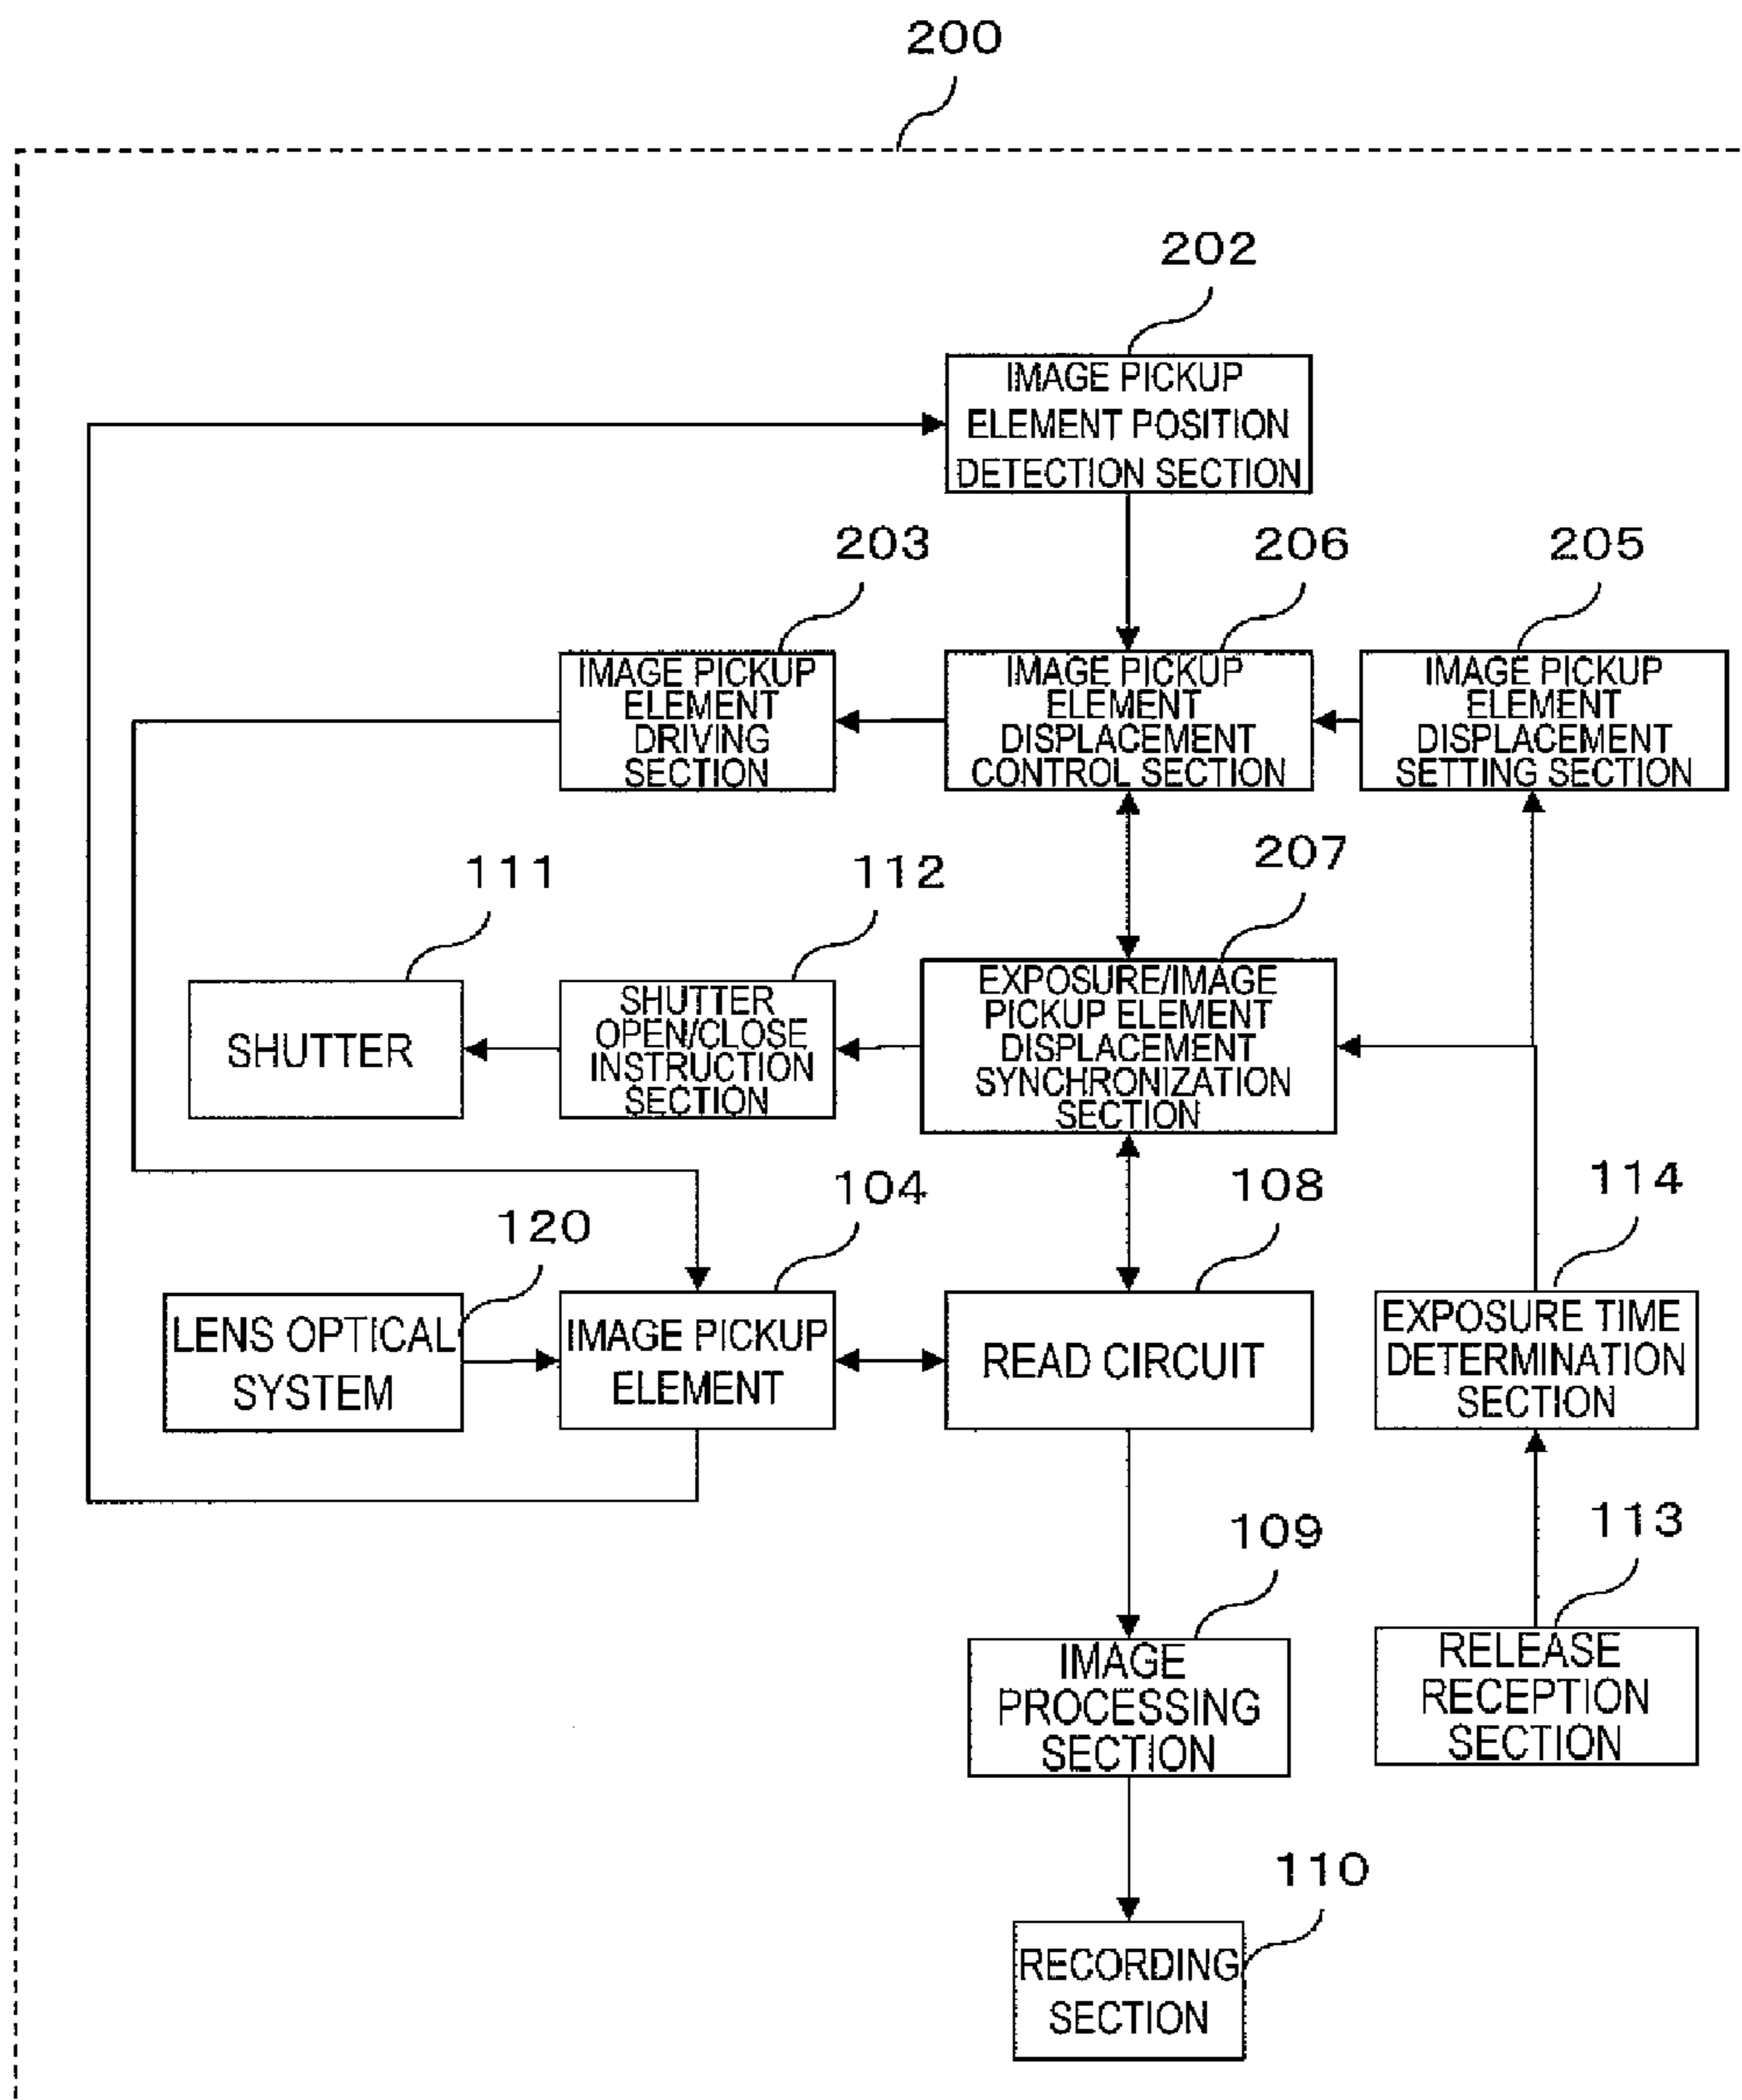 200
202
IMAGE PICKUP
ELEMENT POSITION
DETECTION SECTION
203
206
205
IMAGE PICKUP
ELEMENT
DRIVING
SECTION
IMAGE PICKUP
ELEMENT
DISPLACEMENT
CONTROL SECTION
IMAGE PICKUP
ELEMENT
DISPLACEMENT
SETTING SECTION
111
112
207
SHUTTER
SHUTTER
OPEN/CLOSE
INSTRUCTION
SECTION
EXPOSURE/IMAGE
PICKUP ELEMENT
DISPLACEMENT
SYNCHRONIZATION
SECTION
120
104
108
114
LENS OPTICAL
SYSTEM
IMAGE PICKUP
ELEMENT
READ CIRCUIT
EXPOSURE TIME
DETERMINATION
SECTION
109
113
IMAGE
PROCESSING
SECTION
RELEASE
RECEPTION
SECTION
110
RECORDING
SECTION